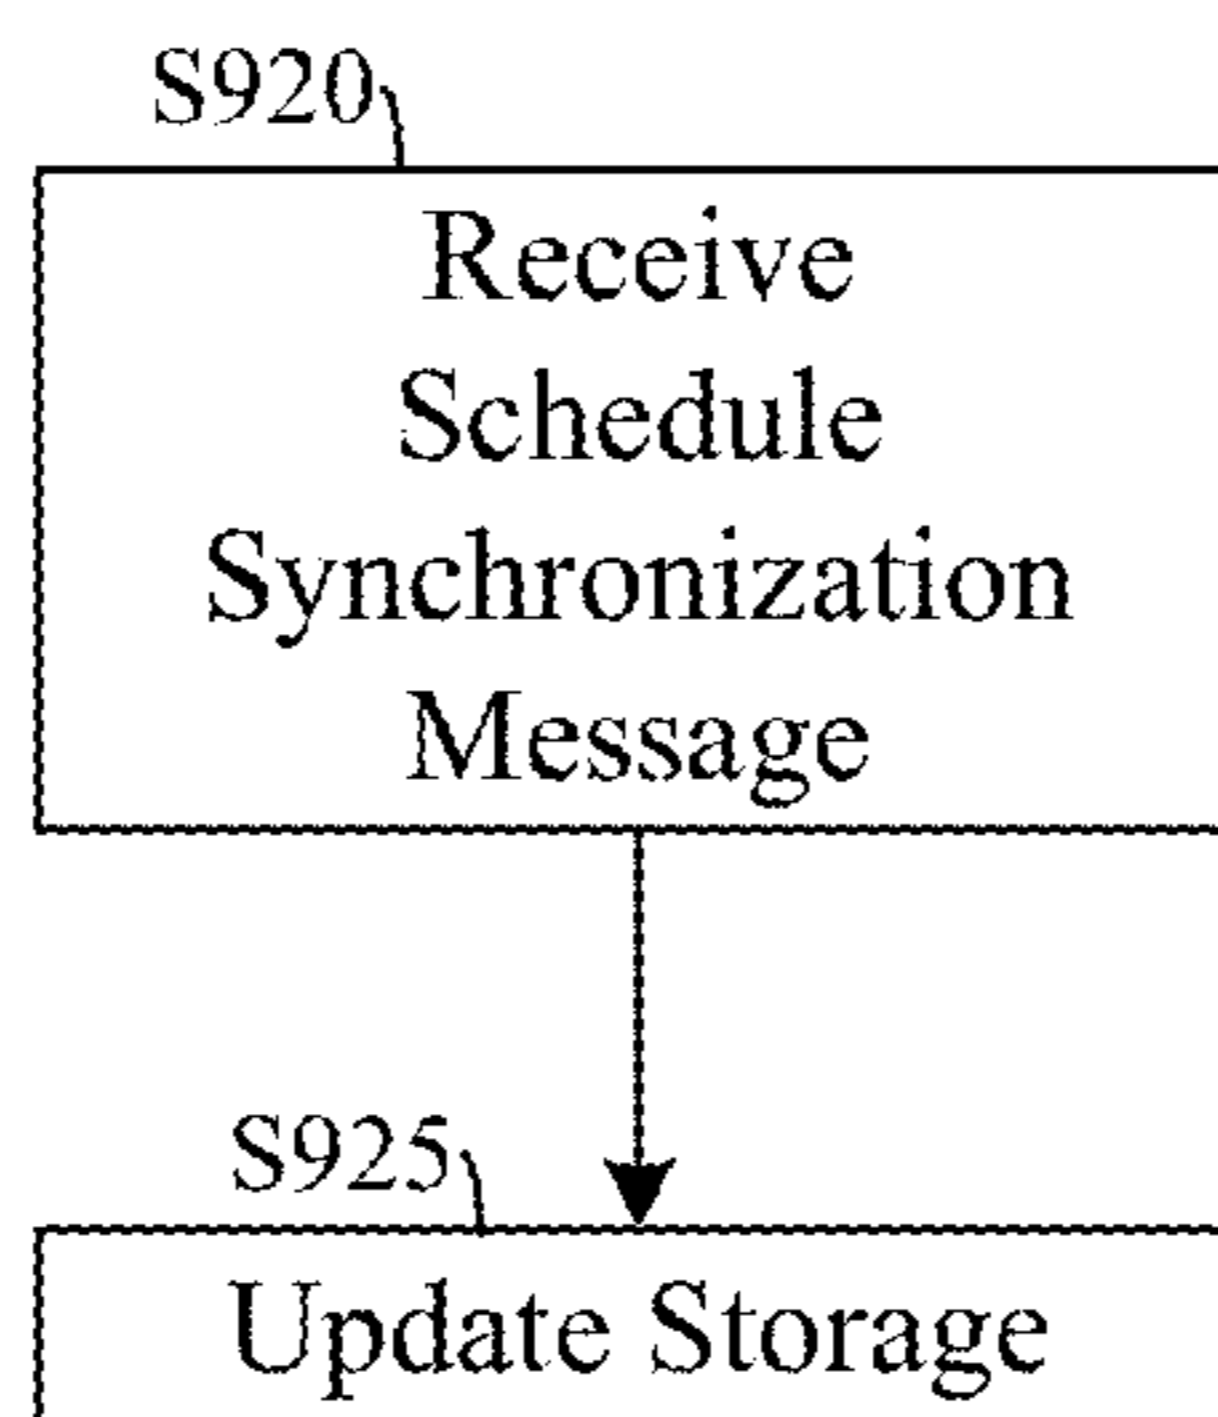 S920
Receive
Schedule
Synchronization
Message
S925
Update Storage